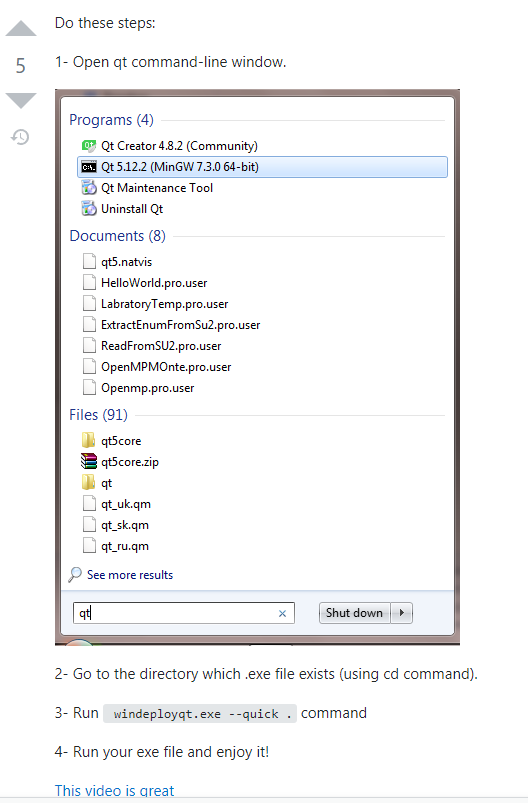 Do these steps:
5
1- Open qt command-line window.
Programs (4)
Qt Creator 4.8.2 (Community)
C:\.
Qt 5.12.2 (MinGW 7.3.0 64-bit)
Qt Maintenance Tool
Uninstall Qt
Documents (8)
qt5.natvis
HelloWorld.pro.user
LabratoryTemp.pro.user
ExtractEnumFromSu2.pro.user
ReadFromSU2.pro.user
OpenMPMOnte.pro.user
Openmp.pro.user
Files (91)
qt5core
qt5core.zip
qt
qt_uk.qm
qt_sk.qm
qt_ru.qm
See more results
qt
Shut down
2- Go to the directory which .exe file exists (using cd command).
3- Run windeployqt.exe --quick . command
4- Run your exe file and enjoy it!
This video is great